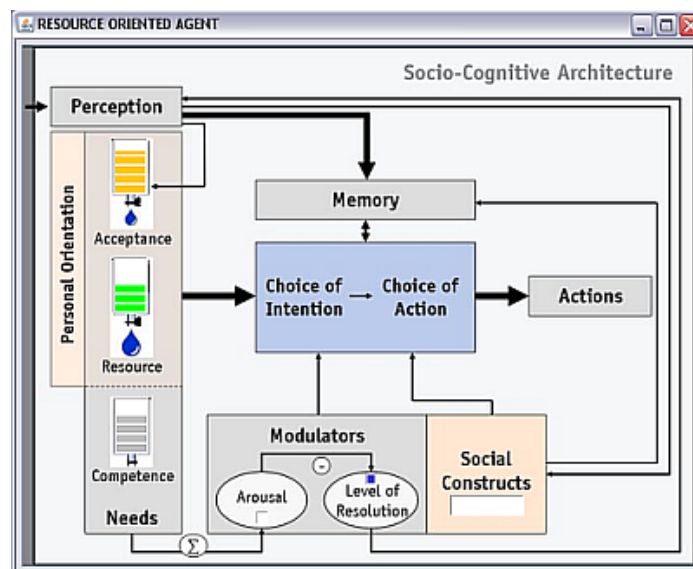 RESOURCE ORIENTED AGENT
Socio-Cognitive Architecture
Perception
Personal Orientation
Acceptance
Resource
Competence
Needs
Memory
Choice of
Intention
Choice of
Action
Actions
Modulators
Arousal
-
Level of
Resolution
Social
Constructs
Σ